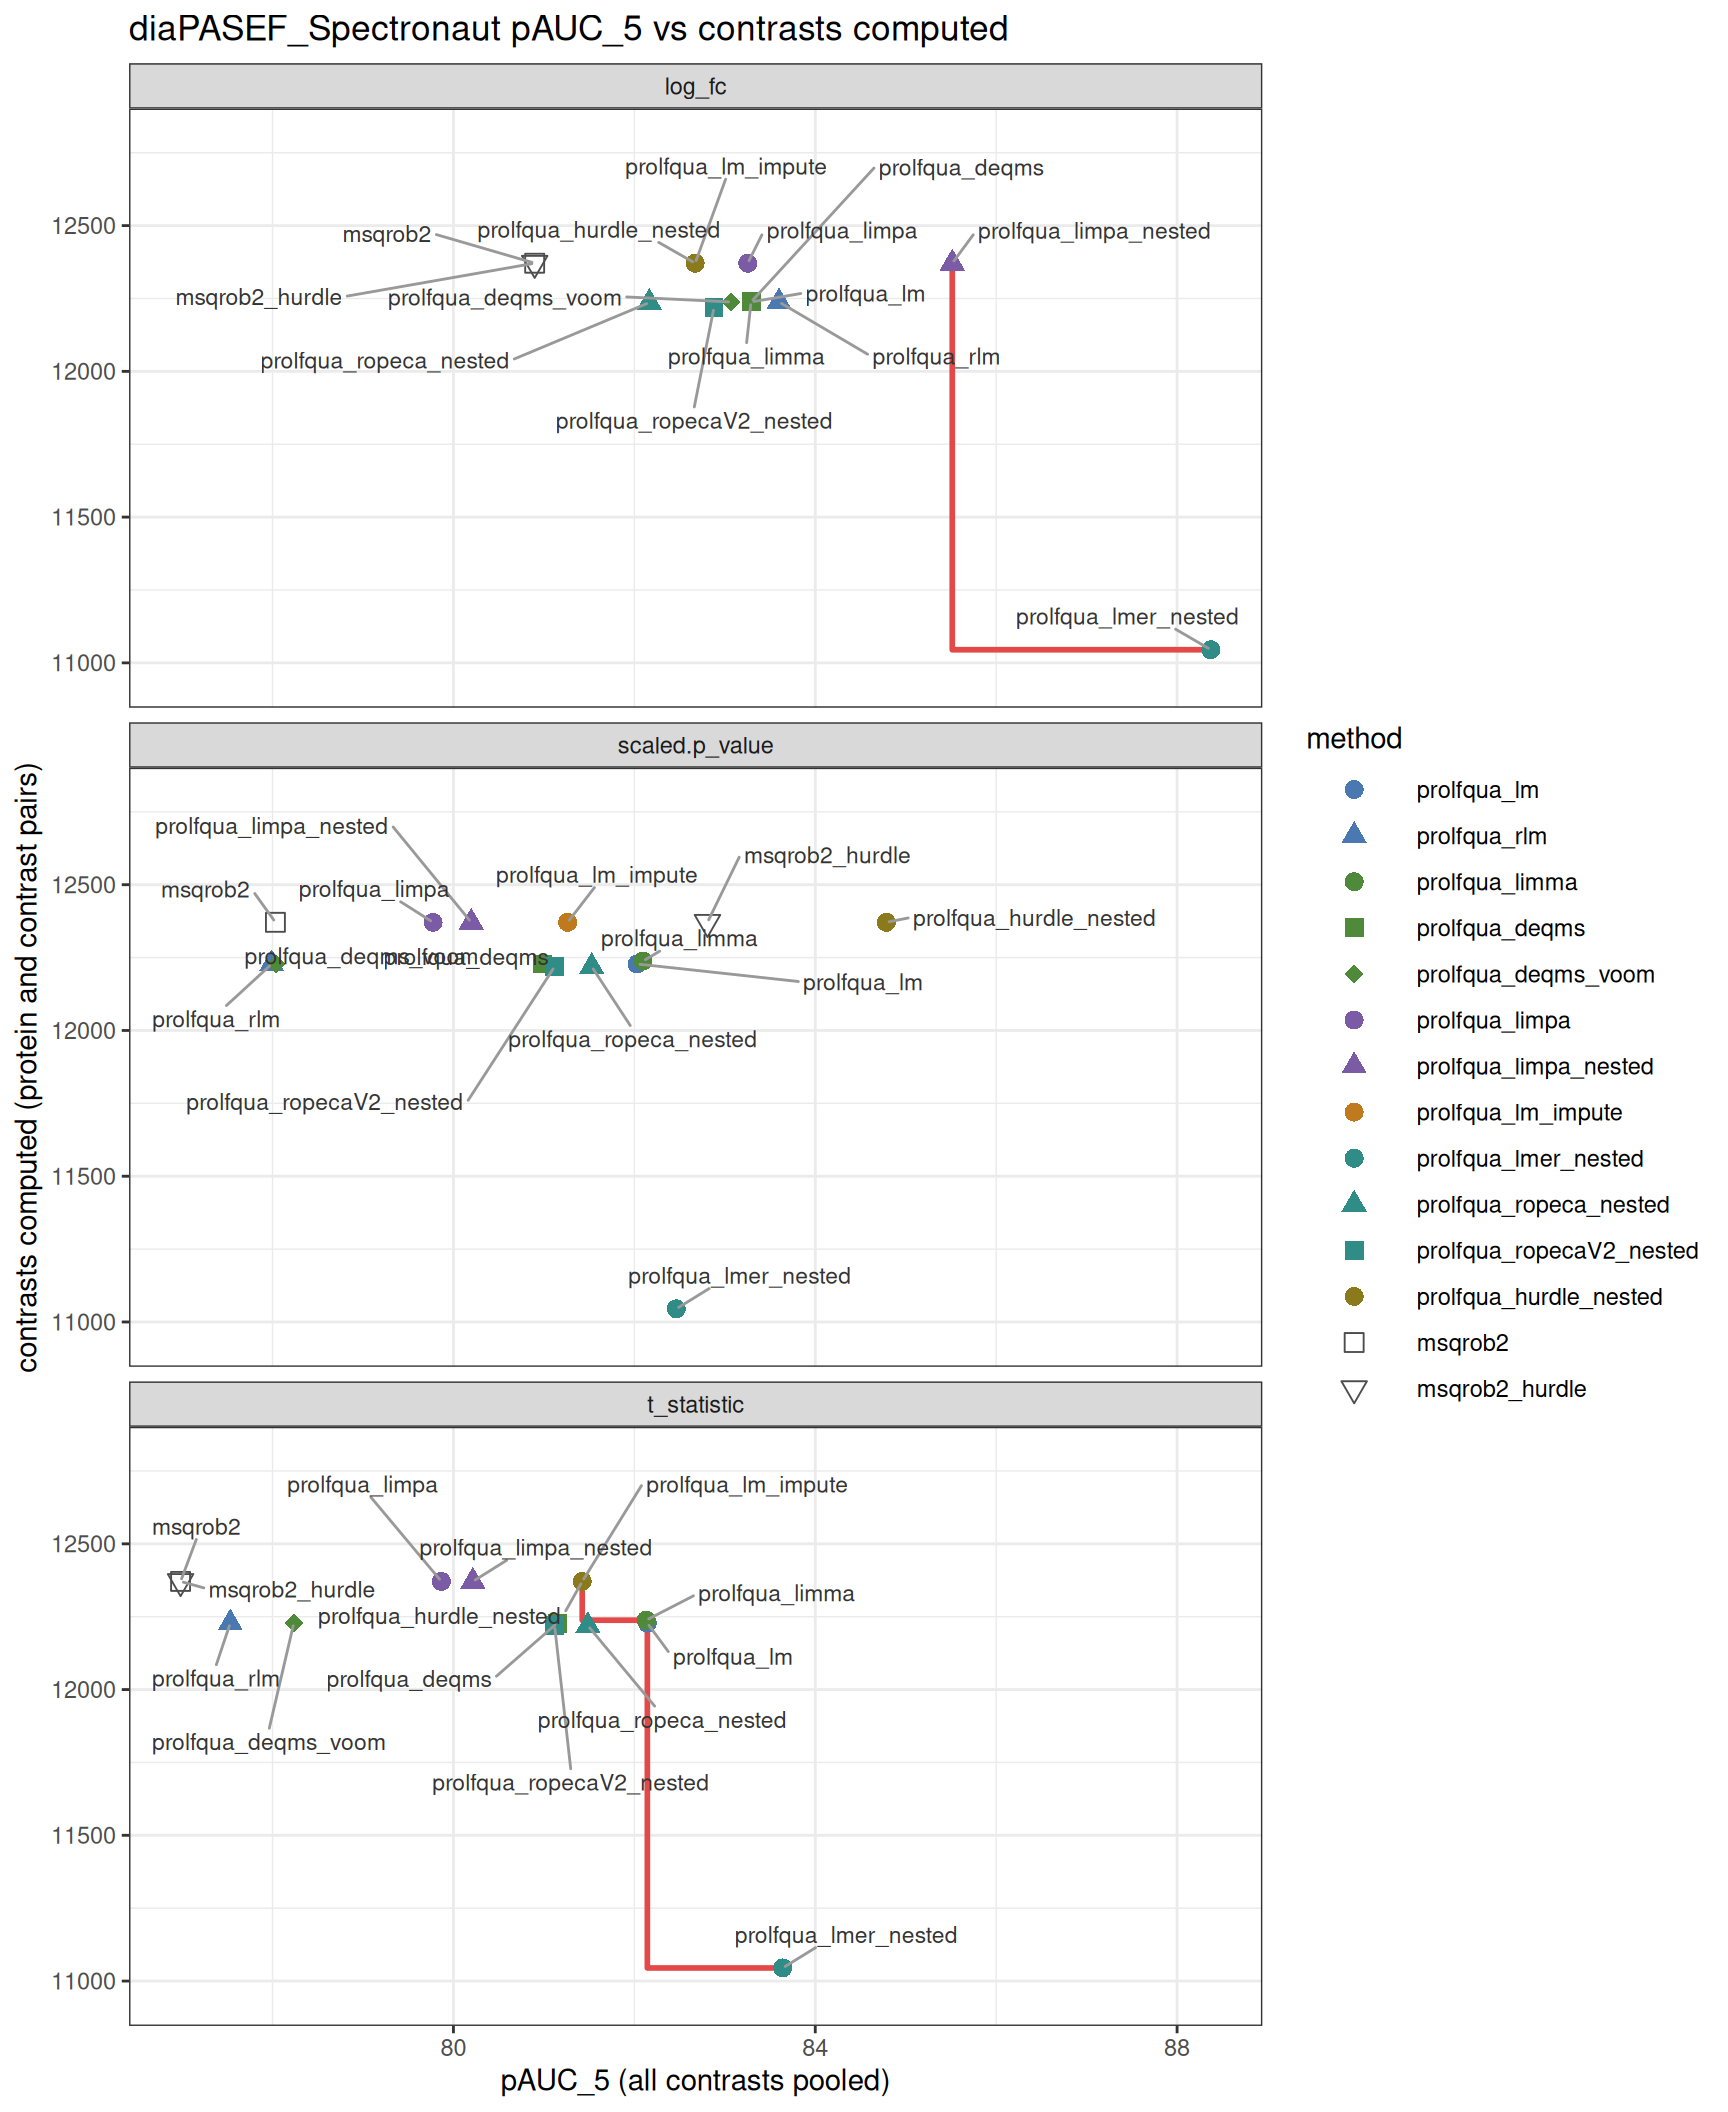 diaPASEF_Spectronaut pAUC_5 vs contrasts computed
log_fc
prolfqua_lm_impute
prolfqua_deqms
msqrob2
prolfqua_hurdle_nested
prolfqua_limpa
prolfqua_limpa_nested
msqrob2_hurdle
prolfqua_deqms_voom
prolfqua_lm
prolfqua_ropeca_nested
prolfqua_limma
prolfqua_rlm
prolfqua_ropecaV2_nested
prolfqua_lmer_nested
12500
12000
11500
11000
scaled.p_value
prolfqua_limpa_nested
msqrob2_hurdle
prolfqua_lm_impute
msqrob2
prolfqua_limpa
prolfqua_hurdle_nested
prolfqua_limma
prolfqua_deqms_voom
prolfqua_deqms
prolfqua_lm
prolfqua_rlm
prolfqua_ropeca_nested
prolfqua_ropecaV2_nested
prolfqua_lmer_nested
12500
12000
11500
11000
t_statistic
prolfqua_limpa
prolfqua_lm_impute
msqrob2
prolfqua_limpa_nested
msqrob2_hurdle
prolfqua_limma
prolfqua_hurdle_nested
prolfqua_lm
prolfqua_rlm
prolfqua_deqms
prolfqua_ropeca_nested
prolfqua_deqms_voom
prolfqua_ropecaV2_nested
prolfqua_lmer_nested
12500
12000
11500
11000
80
84
88
pAUC_5 (all contrasts pooled)
contrasts computed (protein and contrast pairs)
method
prolfqua_lm
prolfqua_rlm
prolfqua_limma
prolfqua_deqms
prolfqua_deqms_voom
prolfqua_limpa
prolfqua_limpa_nested
prolfqua_lm_impute
prolfqua_lmer_nested
prolfqua_ropeca_nested
prolfqua_ropecaV2_nested
prolfqua_hurdle_nested
msqrob2
msqrob2_hurdle